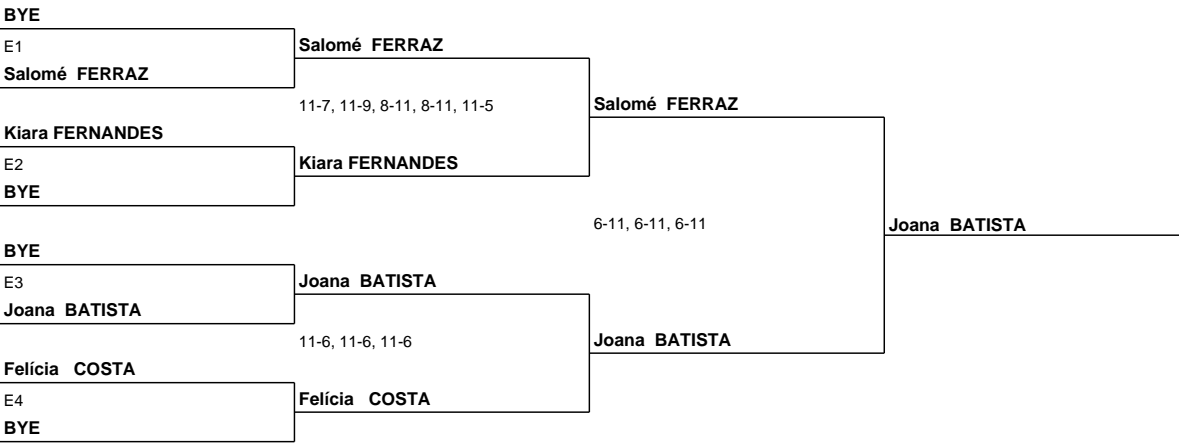 BYE
E1
Salomé FERRAZ
Salomé FERRAZ
11-7, 11-9, 8-11, 8-11, 11-5
Salomé FERRAZ
Kiara FERNANDES
E2
Kiara FERNANDES
BYE
6-11, 6-11, 6-11
Joana BATISTA
BYE
E3
Joana BATISTA
Joana BATISTA
11-6, 11-6, 11-6
Joana BATISTA
Felícia COSTA
E4
Felícia COSTA
BYE